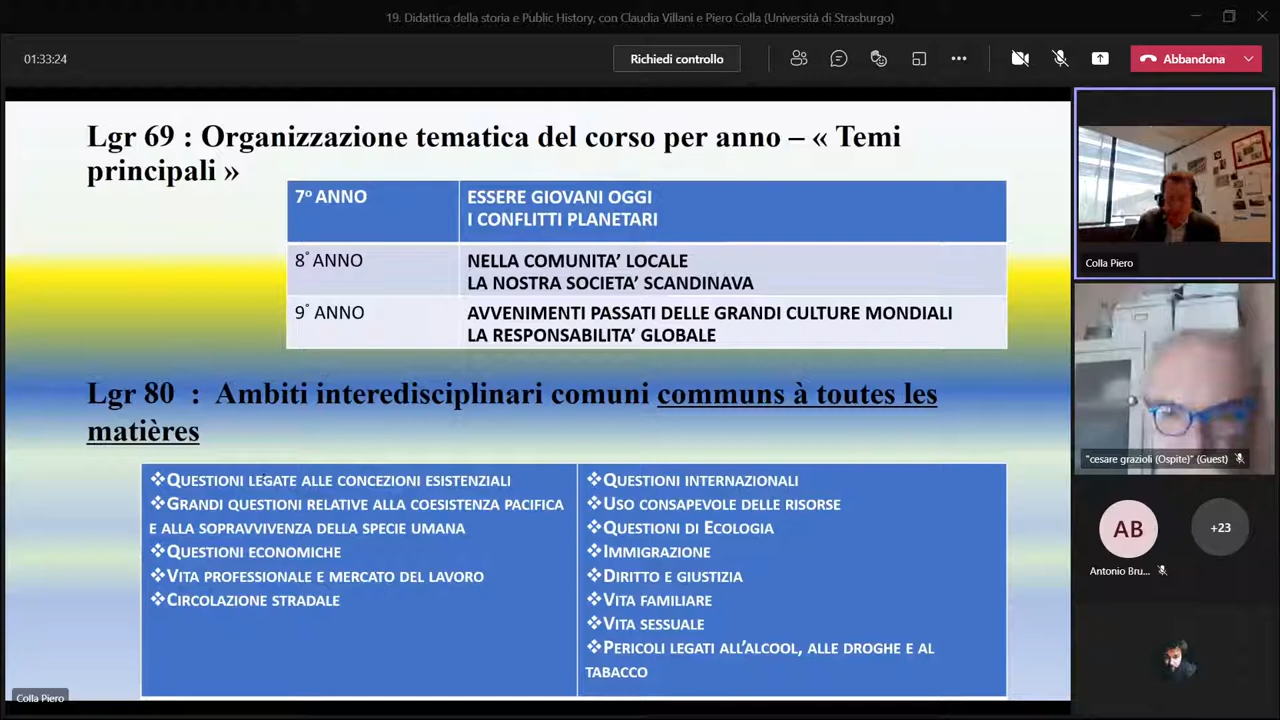 19. Didattica della storia e Public History, con Claudia Villani e Piero Colla (Università di Strasburgo)
01:33:24
Richiedi controllo
Abbandona
Lgr 69 : Organizzazione tematica del corso per anno – « Temi
principali »
7º ANNO
ESSERE GIOVANI OGGI
I CONFLITTI PLANETARI
8° ANNO
NELLA COMUNITA’ LOCALE
LA NOSTRA SOCIETA’ SCANDINAVA
9° ANNO
AVVENIMENTI PASSATI DELLE GRANDI CULTURE MONDIALI
LA RESPONSABILITA’ GLOBALE
Lgr 80 : Ambiti interedisciplinari comuni communs à toutes les
matières
❖QUESTIONI LEGATE ALLE CONCEZIONI ESISTENZIALI
❖GRANDI QUESTIONI RELATIVE ALLA COESISTENZA PACIFICA
E ALLA SOPRAVVIVENZA DELLA SPECIE UMANA
❖QUESTIONI ECONOMICHE
❖VITA PROFESSIONALE E MERCATO DEL LAVORO
❖CIRCOLAZIONE STRADALE
❖QUESTIONI INTERNAZIONALI
❖USO CONSAPEVOLE DELLE RISORSE
❖QUESTIONI DI ECOLOGIA
❖IMMIGRAZIONE
❖DIRITTO E GIUSTIZIA
❖VITA FAMILIARE
❖VITA SESSUALE
❖PERICOLI LEGATI ALL’ALCOOL, ALLE DROGHE E AL
TABACCO
Colla Piero
Colla Piero
"cesare grazioli (Ospite)" (Guest)
AB
+23
Antonio Bru...